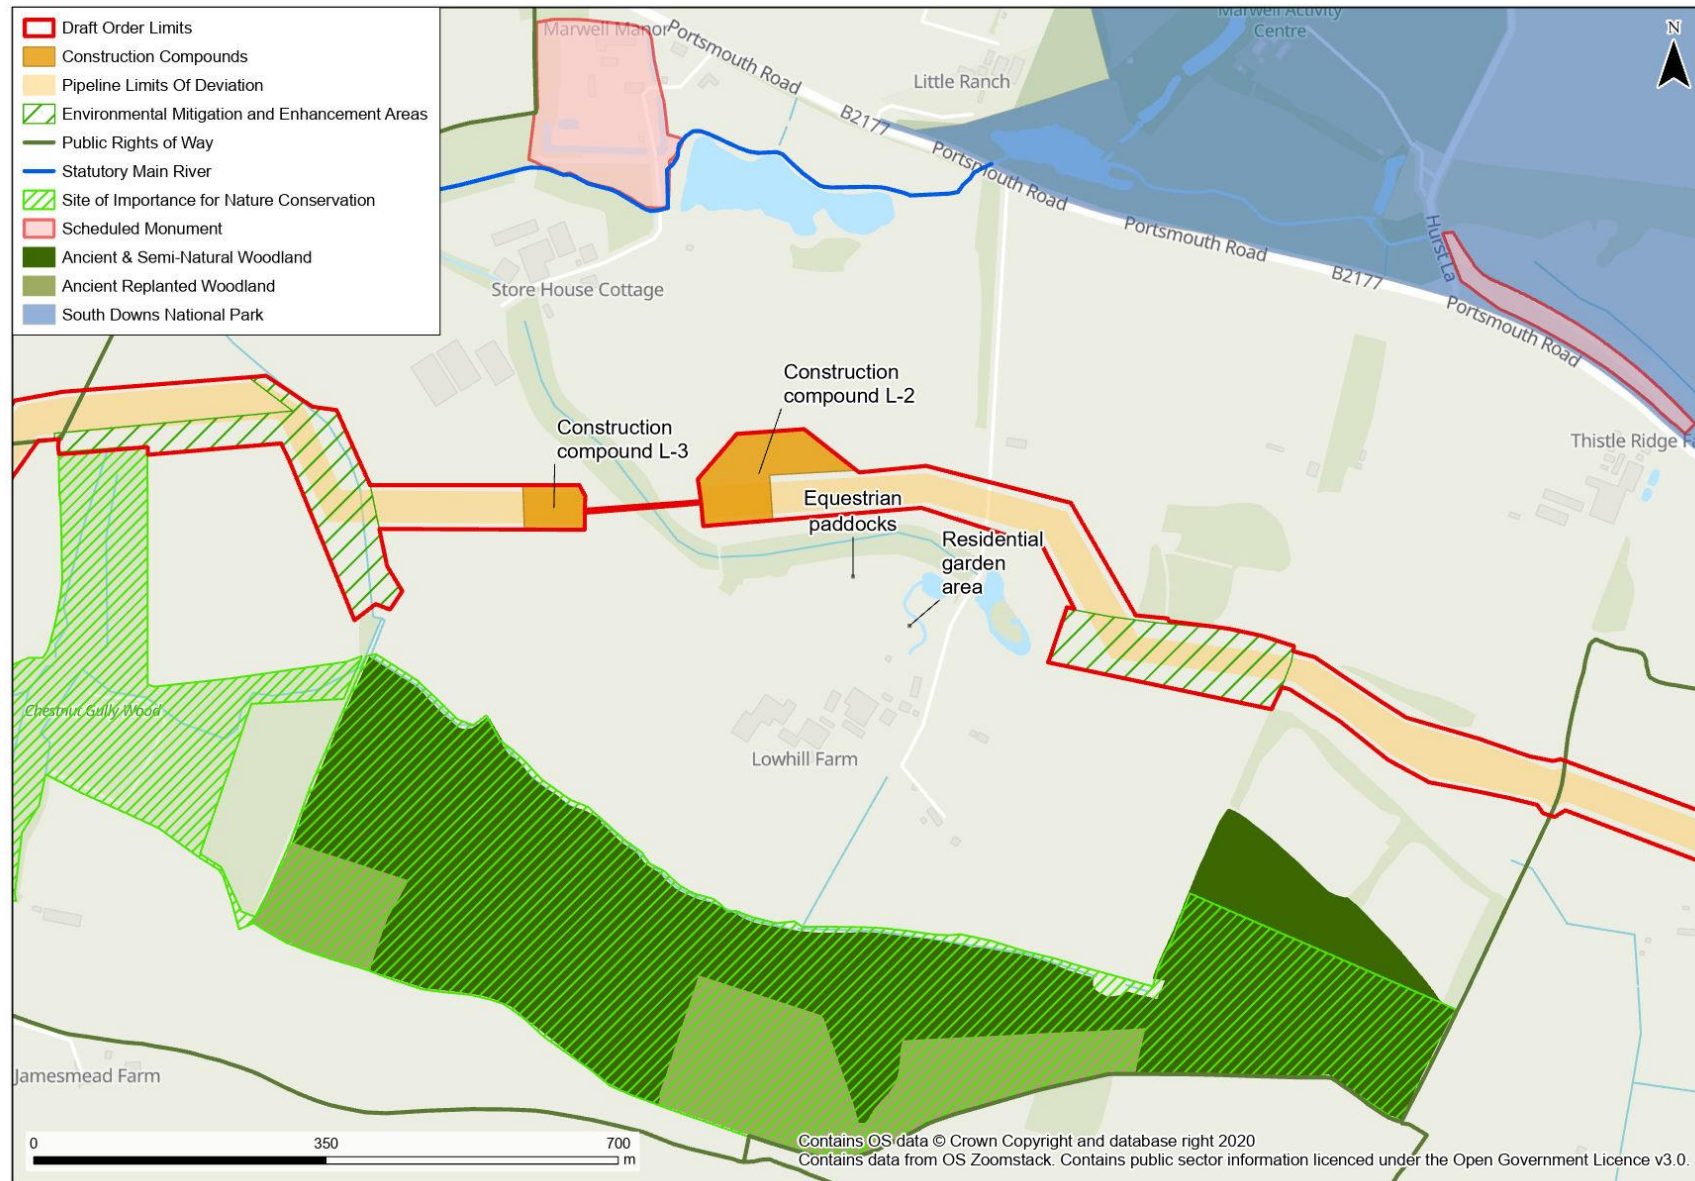 Draft Order Limits
Construction Compounds
Pipeline Limits Of Deviation
Environmental Mitigation and Enhancement Areas
Public Rights of Way
Statutory Main River
Site of Importance for Nature Conservation
Scheduled Monument
Ancient & Semi-Natural Woodland
Ancient Replanted Woodland
South Downs National Park
Marwell Manor
Portsmouth Road
Marwell Activity
Centre
N
Little Ranch
B2177
Portsmouth Road
Portsmouth Road
Hurst La
B2177
Portsmouth Road
Store House Cottage
Construction
compound L-2
Construction
compound L-3
Thistle Ridge
Equestrian
paddocks
Residential
garden
area
Chestnut Gully Wood
Lowhill Farm
Jamesmead Farm
0 350 700
m
Contains OS data © Crown Copyright and database right 2020
Contains data from OS Zoomstack. Contains public sector information licenced under the Open Government Licence v3.0.